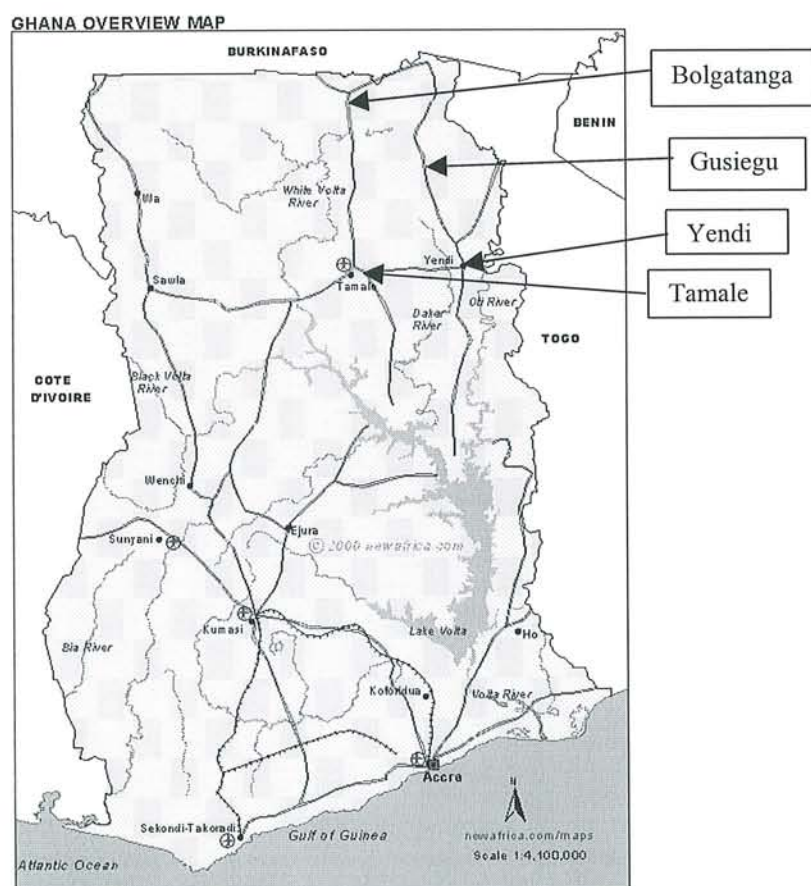 GHANA OVERVIEW MAP
BURKINAFASO
Bolgatanga
BENIN
Gusiegu
Wa
White Volta
River
Yendi
Yendi
Sawla
Tamale
Tamale
Oti River
Daker
River
TOGO
COTE
D'IVOIRE
Black Volta
River
Wenchi
Ejura
Sunyani
© 2000 newafrica.com
Kumasi
Lake Volta
Ho
Bia River
Koforidua
Volta River
Accra
N
Sekondi-Takoradi
Gulf of Guinea
newafrica.com/maps
Scale 1:4,100,000
Atlantic Ocean